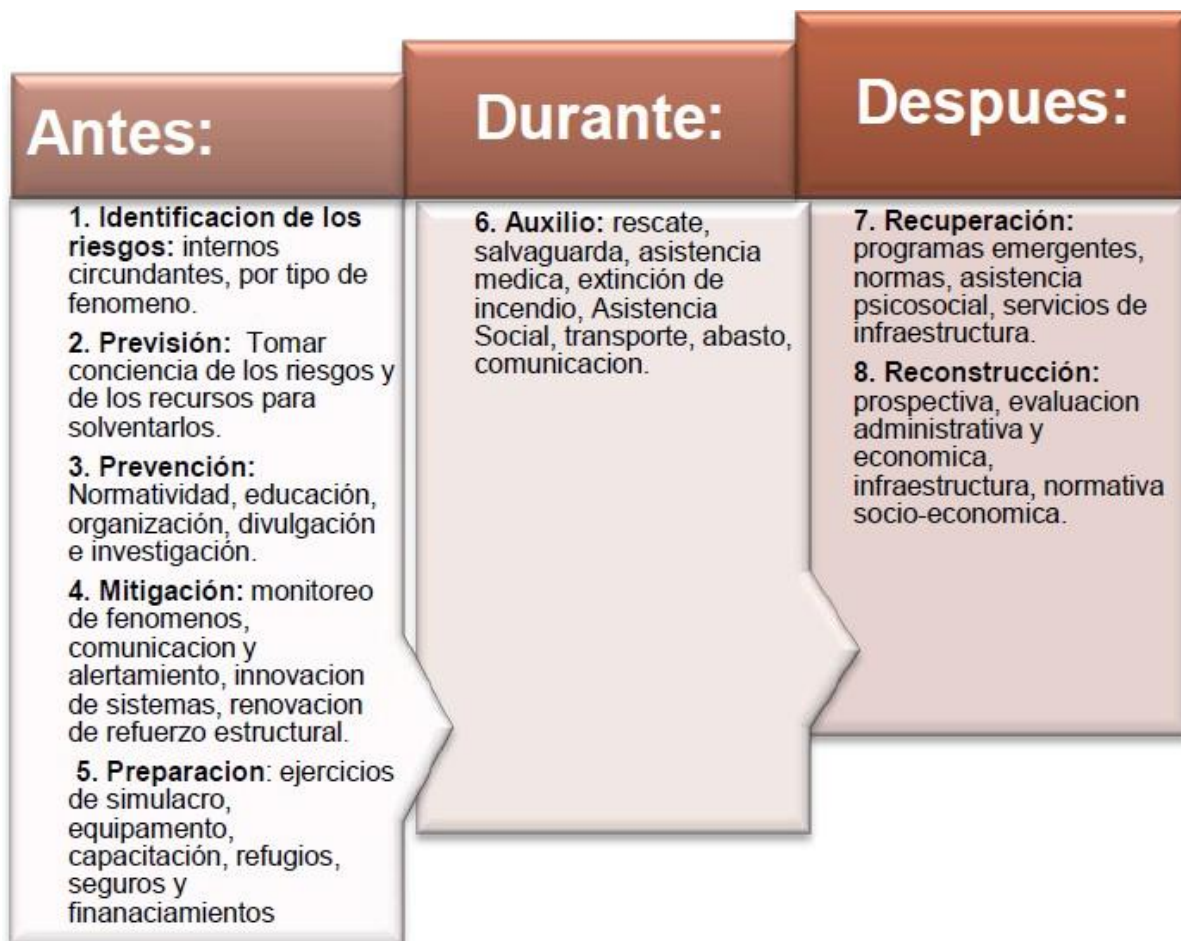 Antes:
1. Identificacion de los
riesgos: internos
circundantes, por tipo de
fenomeno.
2. Previsión: Tomar
conciencia de los riesgos y
de los recursos para
solventarlos.
3. Prevención:
Normatividad, educación,
organización, divulgación
e investigación.
4. Mitigación: monitoreo
de fenomenos,
comunicacion y
alertamiento, innovacion
de sistemas, renovacion
de refuerzo estructural.
5. Preparacion: ejercicios
de simulacro,
equipamento,
capacitación, refugios,
seguros y
finanaciamientos
Durante:
6. Auxilio: rescate,
salvaguarda, asistencia
medica, extinción de
incendio, Asistencia
Social, transporte, abasto,
comunicacion.
Despues:
7. Recuperación:
programas emergentes,
normas, asistencia
psicosocial, servicios de
infraestructura.
8. Reconstrucción:
prospectiva, evaluacion
administrativa y
economica,
infraestructura, normativa
socio-economica.